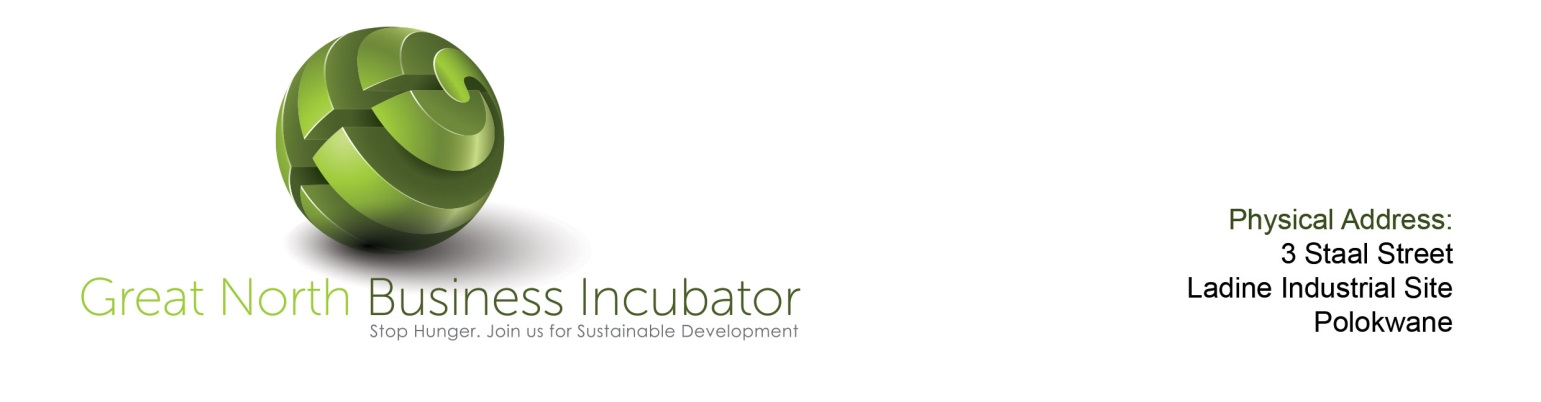 Great North Business Incubator
Stop Hunger. Join us for Sustainable Development
Physical Address:
3 Staal Street
Ladine Industrial Site
Polokwane